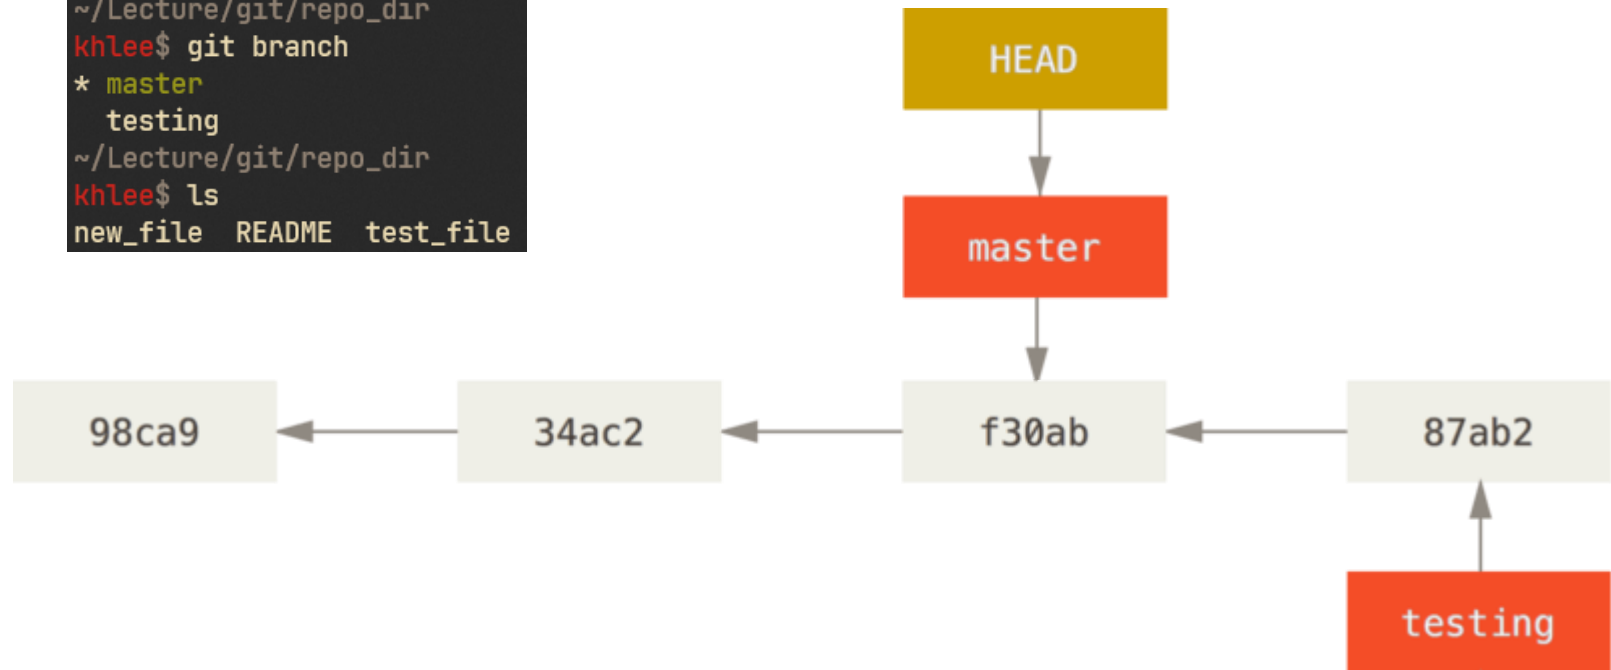 ~/Lecture/git/repo_dir
khlee$ git branch
* master
  testing
~/Lecture/git/repo_dir
khlee$ ls
new_file  README  test_file
HEAD
master
98ca9
34ac2
f30ab
87ab2
testing